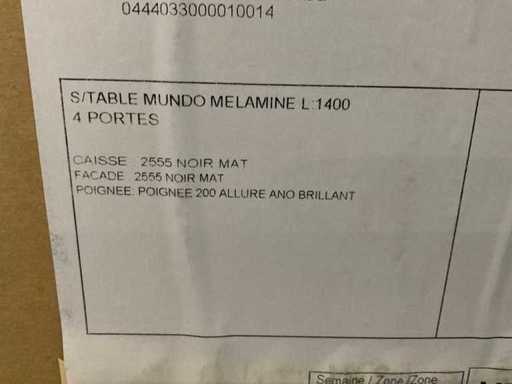 0444033000010014
S/TABLE MUNDO MELAMINE L:1400
4 PORTES
CAISSE : 2555 NOIR MAT
FACADE : 2555 NOIR MAT
POIGNEE: POIGNEE 200 ALLURE ANO BRILLANT
Semaine / Zone /Zone